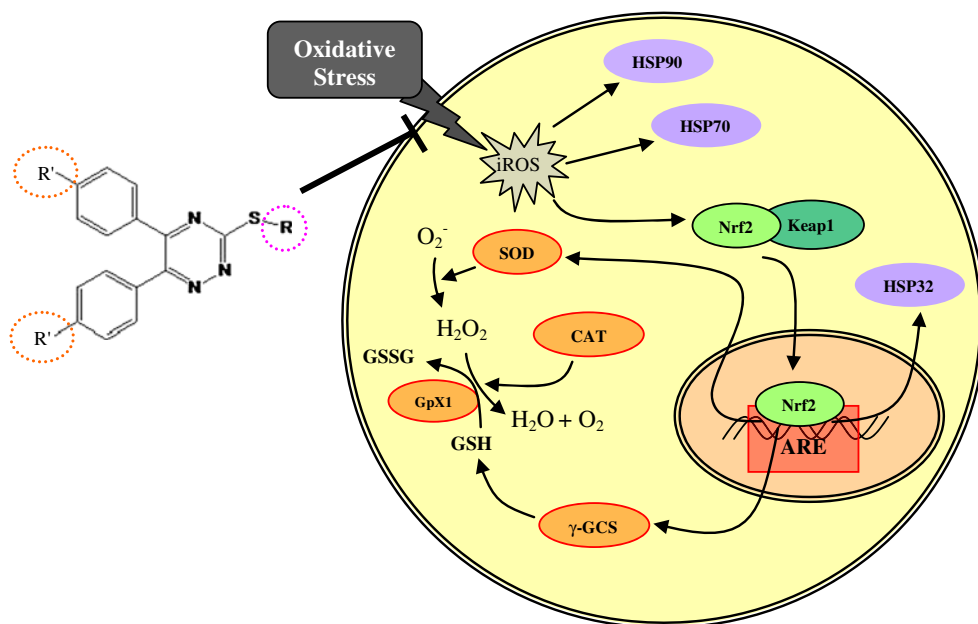 Oxidative
Stress
HSP90
HSP70
iROS
R'
N
S
R
N
N
R'
Nrf2
Keap1
O₂⁻
SOD
HSP32
H₂O₂
CAT
GSSG
GpX1
Nrf2
H₂O + O₂
GSH
ARE
γ-GCS